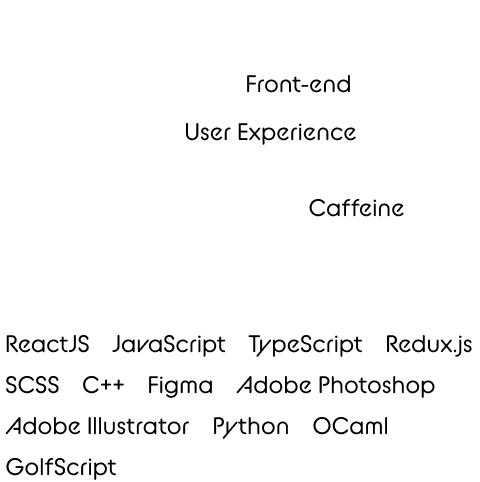 Front-end
User Experience
Caffeine
ReactJS JavaScript TypeScript Redux.js
SCSS C++ Figma Adobe Photoshop
Adobe Illustrator Python OCaml
GolfScript